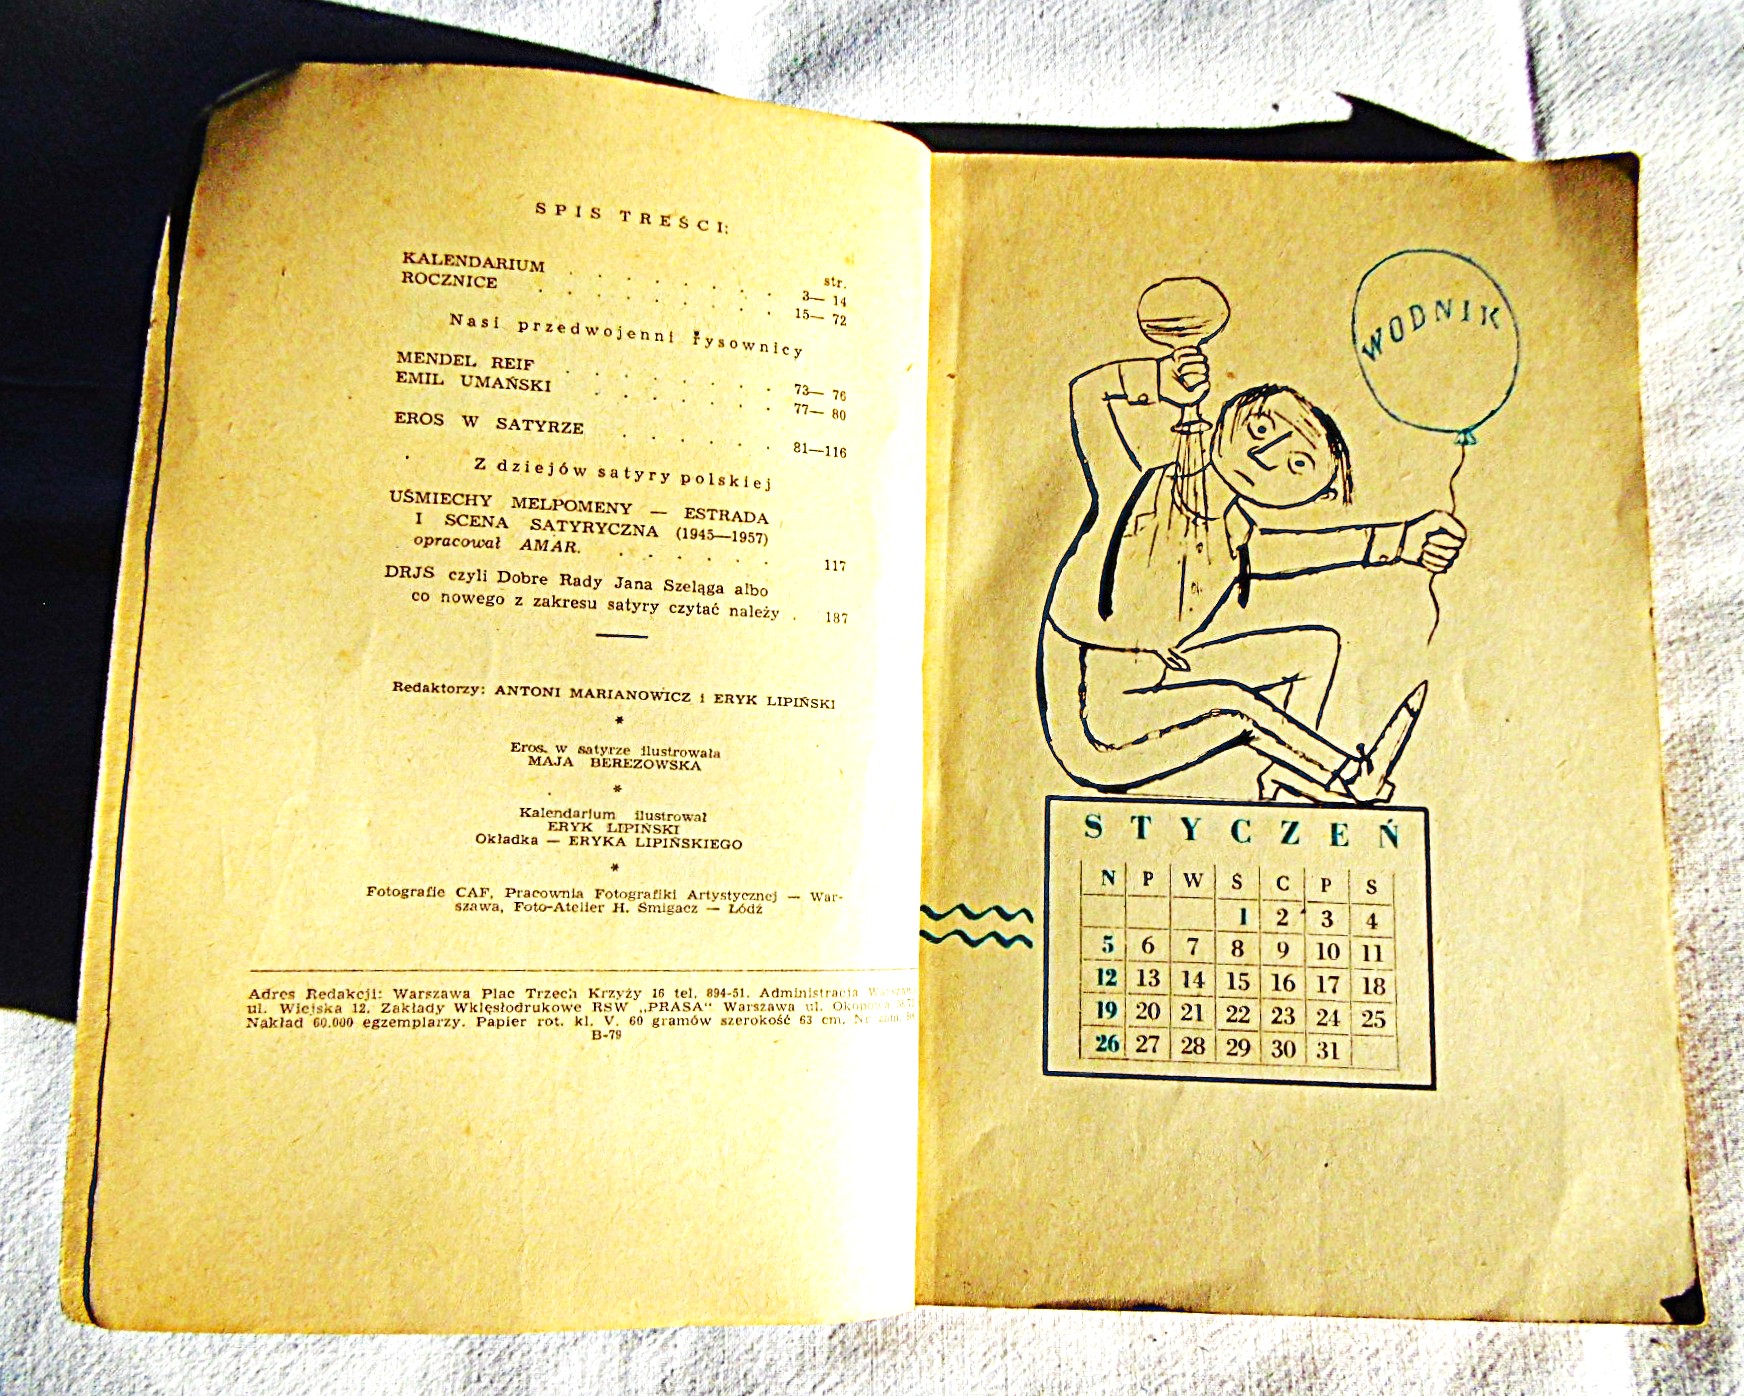 SPIS TREŚCI:
str.
KALENDARIUM . . . . . . . . 3— 14
ROCZNICE . . . . . . . . . 15— 72
Nasi przedwojenni rysownicy
MENDEL REIF . . . . . . . . 73— 76
EMIL UMAŃSKI . . . . . . . 77— 80
EROS W SATYRZE . . . . . . 81—116
Z dziejów satyry polskiej
UŚMIECHY MELPOMENY — ESTRADA
I SCENA SATYRYCZNA (1945—1957)
opracował AMAR. . . . . . . 117
DRJS czyli Dobre Rady Jana Szeląga albo
co nowego z zakresu satyry czytać należy . 187
Redaktorzy: ANTONI MARIANOWICZ i ERYK LIPIŃSKI
*
Eros w satyrze ilustrowała
MAJA BEREZOWSKA
*
Kalendarium ilustrował
ERYK LIPIŃSKI
Okładka — ERYKA LIPIŃSKIEGO
*
Fotografie CAF, Pracownia Fotografiki Artystycznej — War-
szawa, Foto-Atelier H. Śmigacz — Łódź
Adres Redakcji: Warszawa Plac Trzech Krzyży 16 tel. 894-51. Administracja
ul. Wiejska 12. Zakłady Wklęsłodrukowe RSW „PRASA" Warszawa ul. Okopowa
Nakład 60.000 egzemplarzy. Papier rot. kl. V. 60 gramów szerokość 63 cm.
B-79
WODNIK
STYCZEŃ
N P W Ś C P S
1 2 3 4
5 6 7 8 9 10 11
12 13 14 15 16 17 18
19 20 21 22 23 24 25
26 27 28 29 30 31